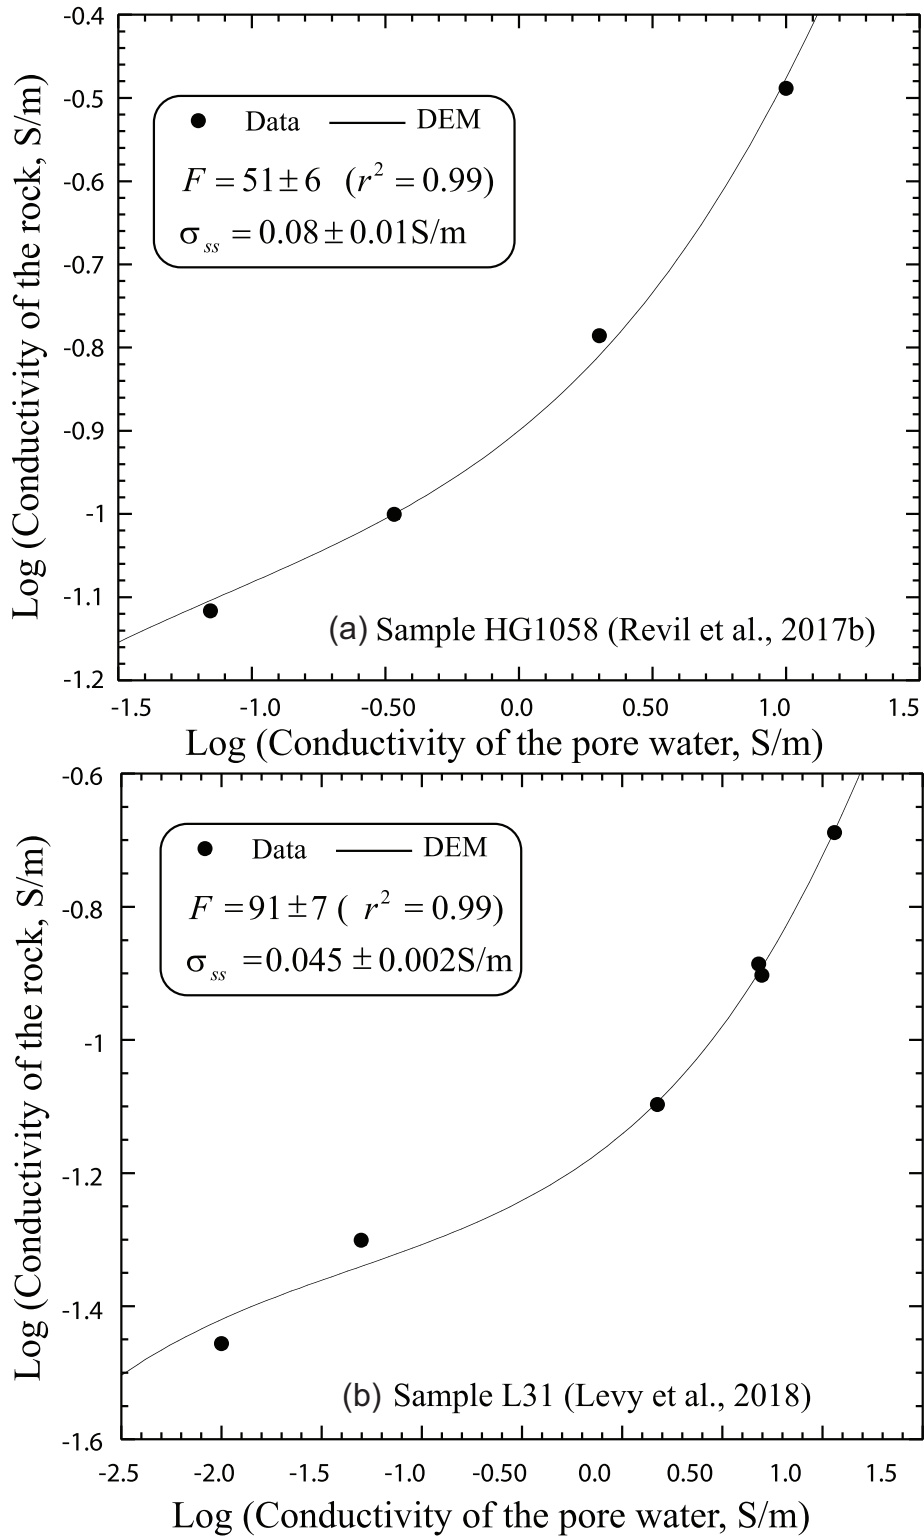 -0.4
-0.5
-0.6
-0.7
-0.8
-0.9
-1
-1.1
-1.2
Log (Conductivity of the rock, S/m)
Data DEM
F = 51±6 (r² = 0.99)
σss = 0.08±0.01S/m
(a) Sample HG1058 (Revil et al., 2017b)
-1.5 -1.0 -0.50 0.0 0.50 1.0 1.5
Log (Conductivity of the pore water, S/m)
-0.6
-0.8
-1
-1.2
-1.4
-1.6
Log (Conductivity of the rock, S/m)
Data DEM
F =91±7 ( r² = 0.99)
σss =0.045 ±0.002S/m
(b) Sample L31 (Levy et al., 2018)
-2.5 -2.0 -1.5 -1.0 -0.50 0.0 0.50 1.0 1.5
Log (Conductivity of the pore water, S/m)